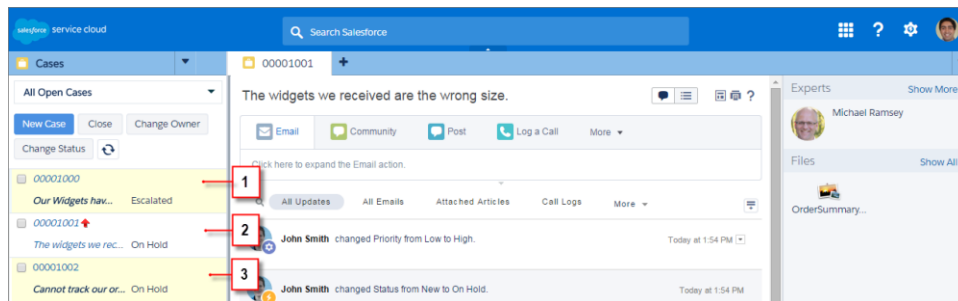 salesforce service cloud
Search Salesforce
?
Cases
00001001
+
All Open Cases
New Case Close Change Owner
Change Status
00001000
Our Widgets hav... Escalated
00001001
The widgets we rec... On Hold
00001002
Cannot track our or... On Hold
1
2
3
The widgets we received are the wrong size.
?
Email Community Post Log a Call More
Click here to expand the Email action.
All Updates All Emails Attached Articles Call Logs More
John Smith changed Priority from Low to High. Today at 1:54 PM
John Smith changed Status from New to On Hold. Today at 1:54 PM
Experts Show More
Michael Ramsey
Files Show All
OrderSummary...